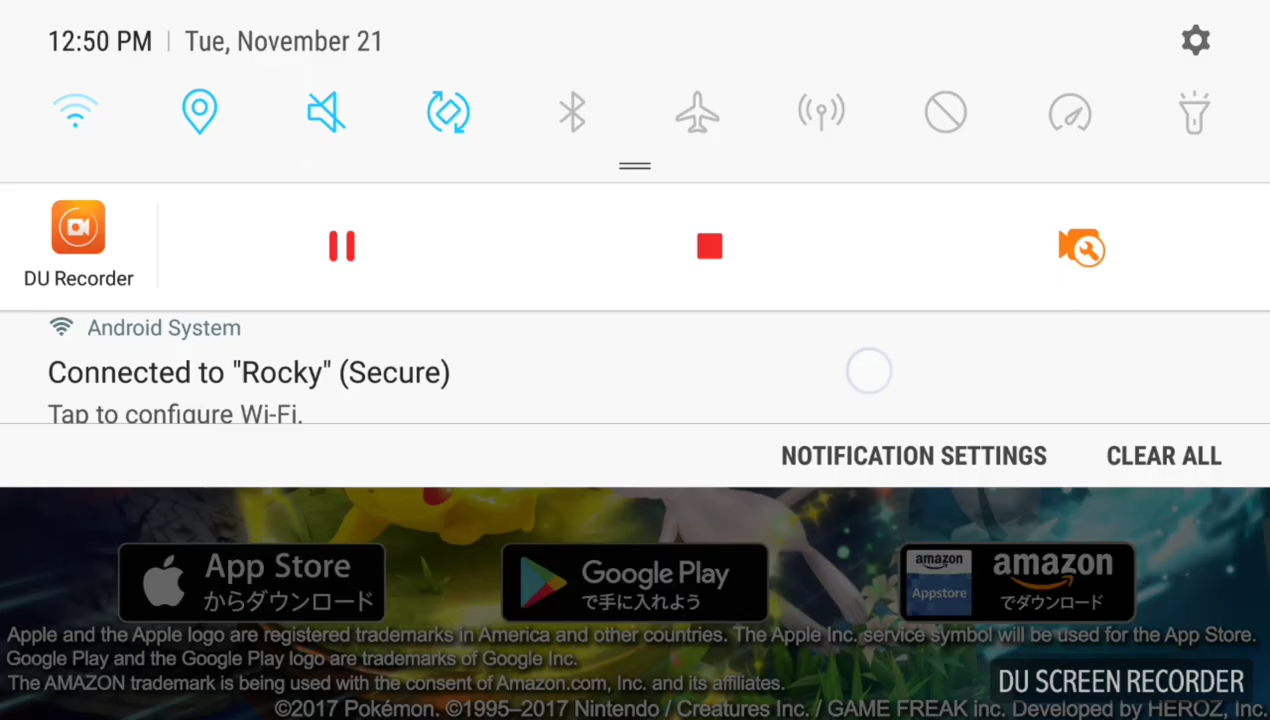 12:50 PM | Tue, November 21
DU Recorder
Android System
Connected to "Rocky" (Secure)
Tap to configure Wi-Fi.
NOTIFICATION SETTINGS CLEAR ALL
App Store
からダウンロード
Google Play
で手に入れよう
amazon
Appstore
amazon
でダウンロード
Apple and the Apple logo are registered trademarks in America and other countries. The Apple Inc. service symbol will be used for the App Store.
Google Play and the Google Play logo are trademarks of Google Inc.
The AMAZON trademark is being used with the consent of Amazon.com, Inc. and its affiliates.
DU SCREEN RECORDER
©2017 Pokémon. ©1995–2017 Nintendo / Creatures Inc. / GAME FREAK inc. Developed by HEROZ, Inc.